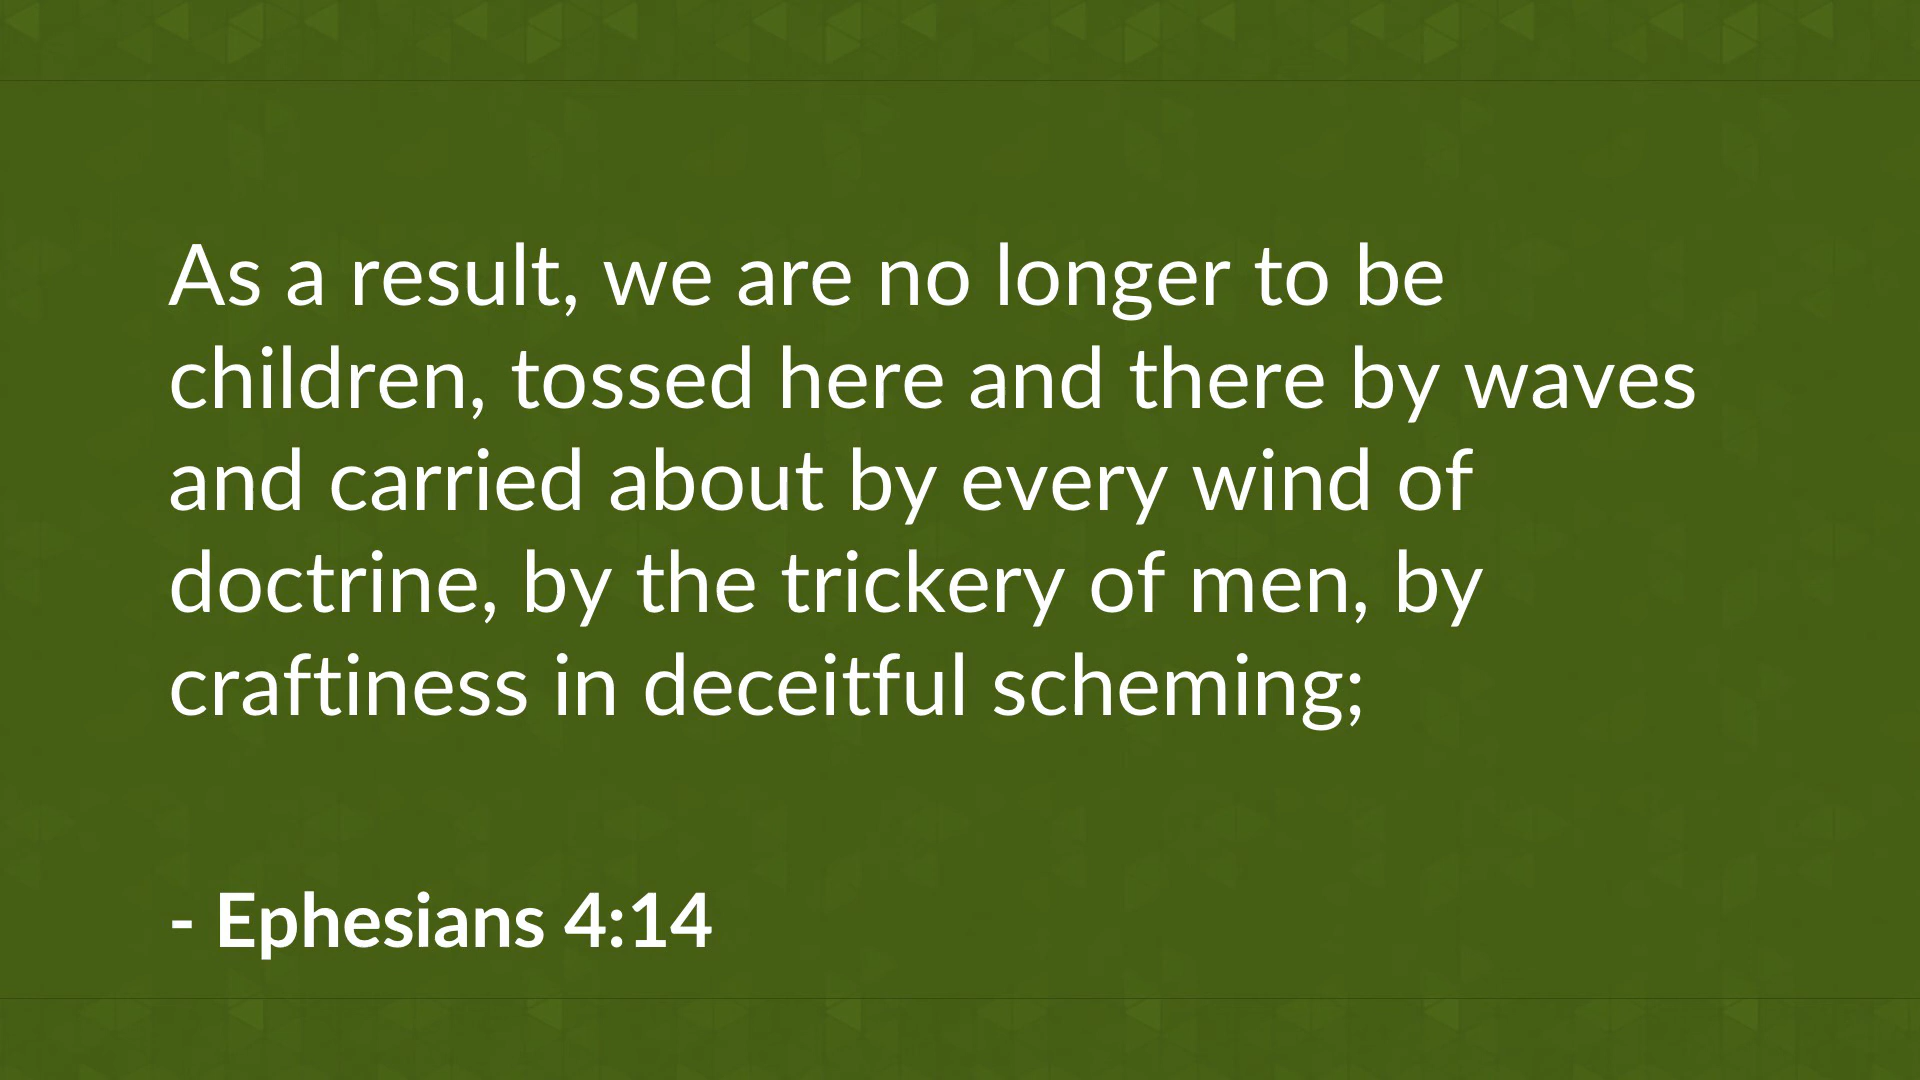 As a result, we are no longer to be
children, tossed here and there by waves
and carried about by every wind of
doctrine, by the trickery of men, by
craftiness in deceitful scheming;
- Ephesians 4:14